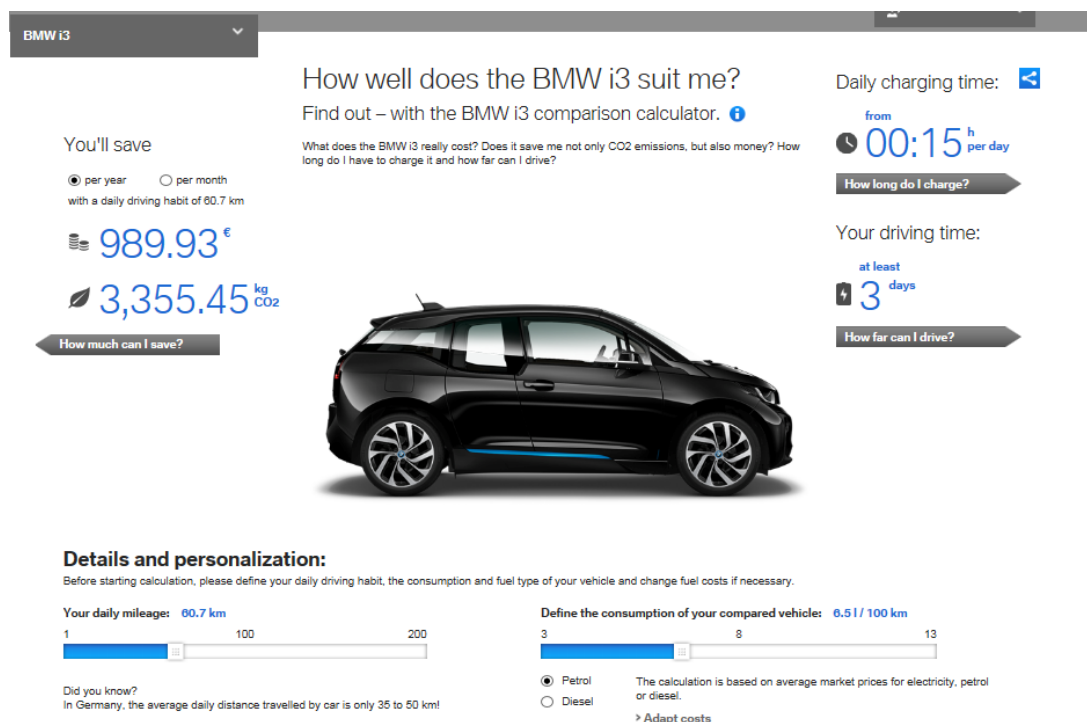 BMW i3
How well does the BMW i3 suit me?
Find out – with the BMW i3 comparison calculator.
What does the BMW i3 really cost? Does it save me not only CO2 emissions, but also money? How
long do I have to charge it and how far can I drive?
You'll save
per year per month
with a daily driving habit of 60.7 km
989.93 €
3,355.45 kg CO2
How much can I save?
Daily charging time:
from
00:15 h per day
How long do I charge?
Your driving time:
at least
3 days
How far can I drive?
Details and personalization:
Before starting calculation, please define your daily driving habit, the consumption and fuel type of your vehicle and change fuel costs if necessary.
Your daily mileage: 60.7 km
1 100 200
Did you know?
In Germany, the average daily distance travelled by car is only 35 to 50 km!
Define the consumption of your compared vehicle: 6.5 l / 100 km
3 8 13
Petrol
Diesel
The calculation is based on average market prices for electricity, petrol
or diesel.
> Adapt costs